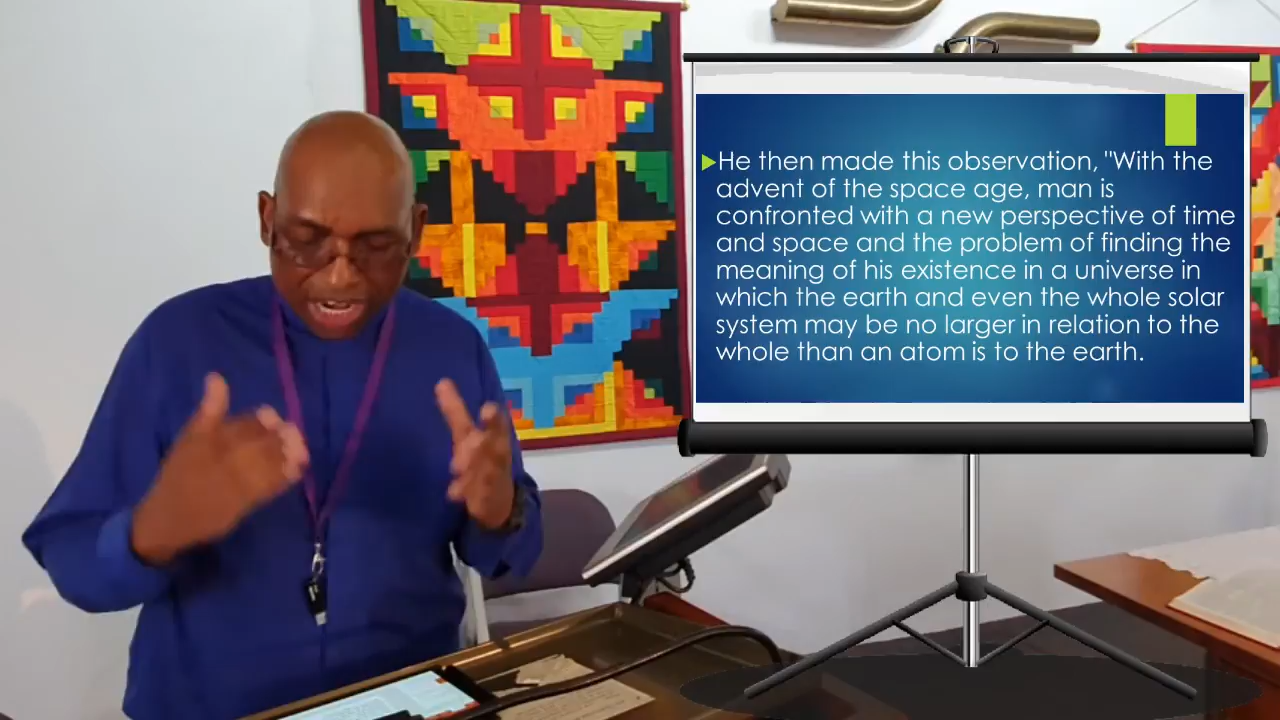 He then made this observation, "With the
advent of the space age, man is
confronted with a new perspective of time
and space and the problem of finding the
meaning of his existence in a universe in
which the earth and even the whole solar
system may be no larger in relation to the
whole than an atom is to the earth.